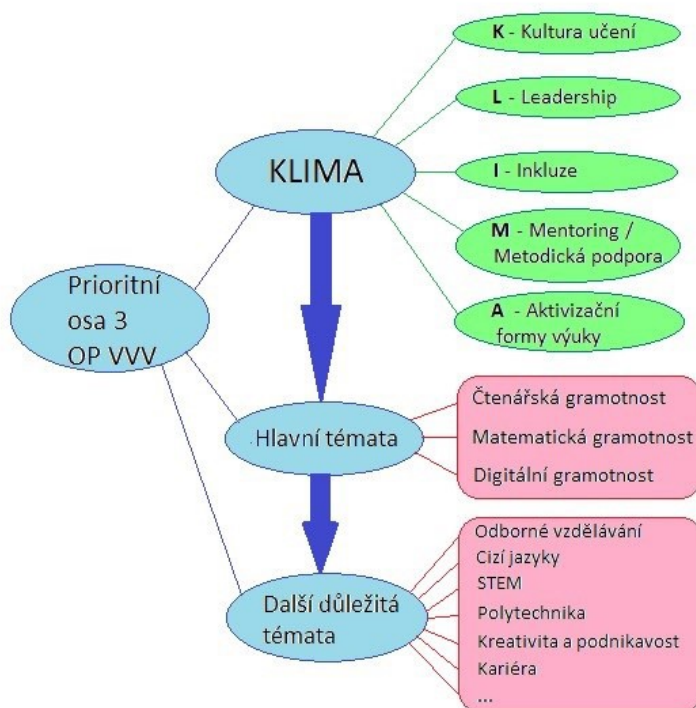 K - Kultura učení
L - Leadership
KLIMA
I - Inkluze
M - Mentoring /
Metodická podpora
Prioritní
osa 3
OP VVV
A - Aktivizační
formy výuky
Hlavní témata
Čtenářská gramotnost
Matematická gramotnost
Digitální gramotnost
Další důležitá
témata
Odborné vzdělávání
Cizí jazyky
STEM
Polytechnika
Kreativita a podnikavost
Kariéra
...